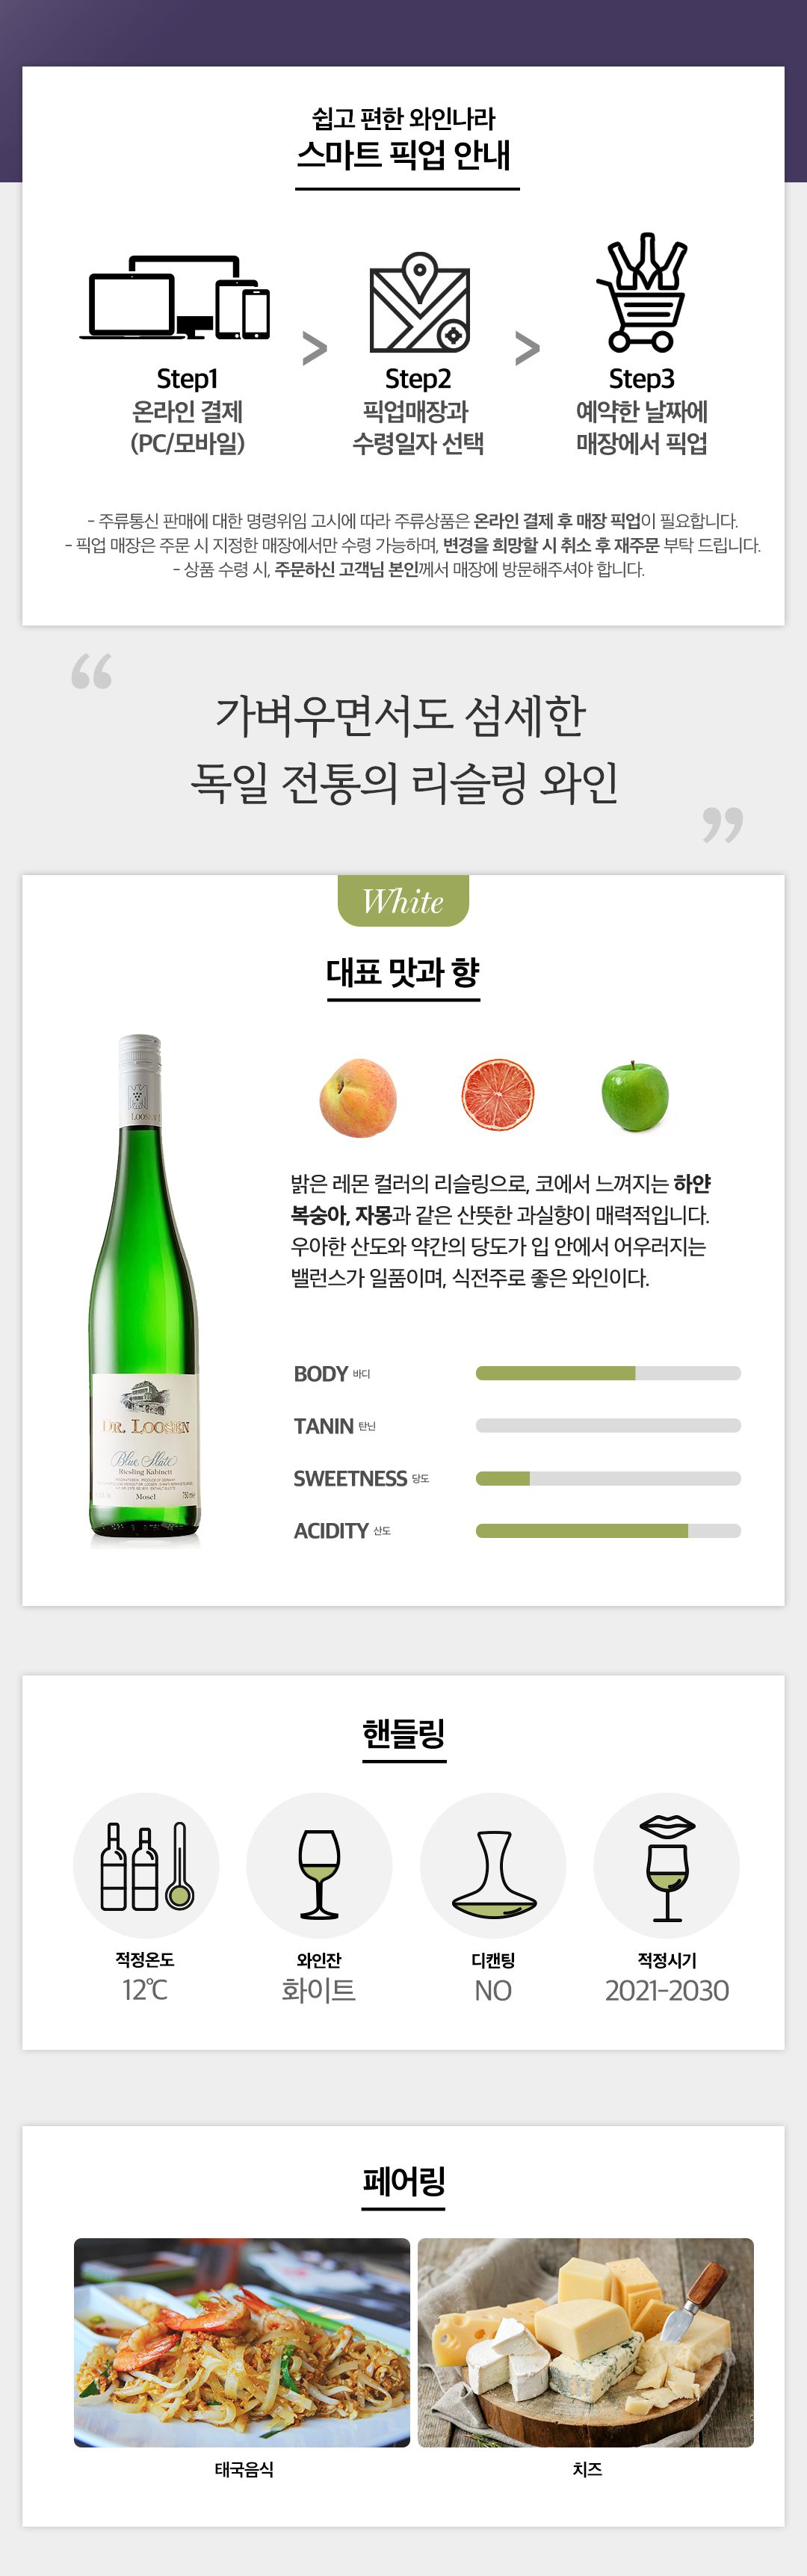 쉽고 편한 와인나라
스마트 픽업 안내
Step1
온라인 결제
(PC/모바일)
>
Step2
픽업매장과
수령일자 선택
>
Step3
예약한 날짜에
매장에서 픽업
- 주류통신 판매에 대한 명령위임 고시에 따라 주류상품은 온라인 결제 후 매장 픽업이 필요합니다.
- 픽업 매장은 주문 시 지정한 매장에서만 수령 가능하며, 변경을 희망할 시 취소 후 재주문 부탁 드립니다.
- 상품 수령 시, 주문하신 고객님 본인께서 매장에 방문해주셔야 합니다.
“
가벼우면서도 섬세한
독일 전통의 리슬링 와인
”
White
대표 맛과 향
밝은 레몬 컬러의 리슬링으로, 코에서 느껴지는 하얀
복숭아, 자몽과 같은 산뜻한 과실향이 매력적입니다.
우아한 산도와 약간의 당도가 입 안에서 어우러지는
밸런스가 일품이며, 식전주로 좋은 와인이다.
DR. LOOSEN
Blue Slate
Riesling Kabinett
Mosel
750 ml
BODY 바디
TANIN 탄닌
SWEETNESS 당도
ACIDITY 산도
핸들링
적정온도
12℃
와인잔
화이트
디캔팅
NO
적정시기
2021-2030
페어링
태국음식
치즈